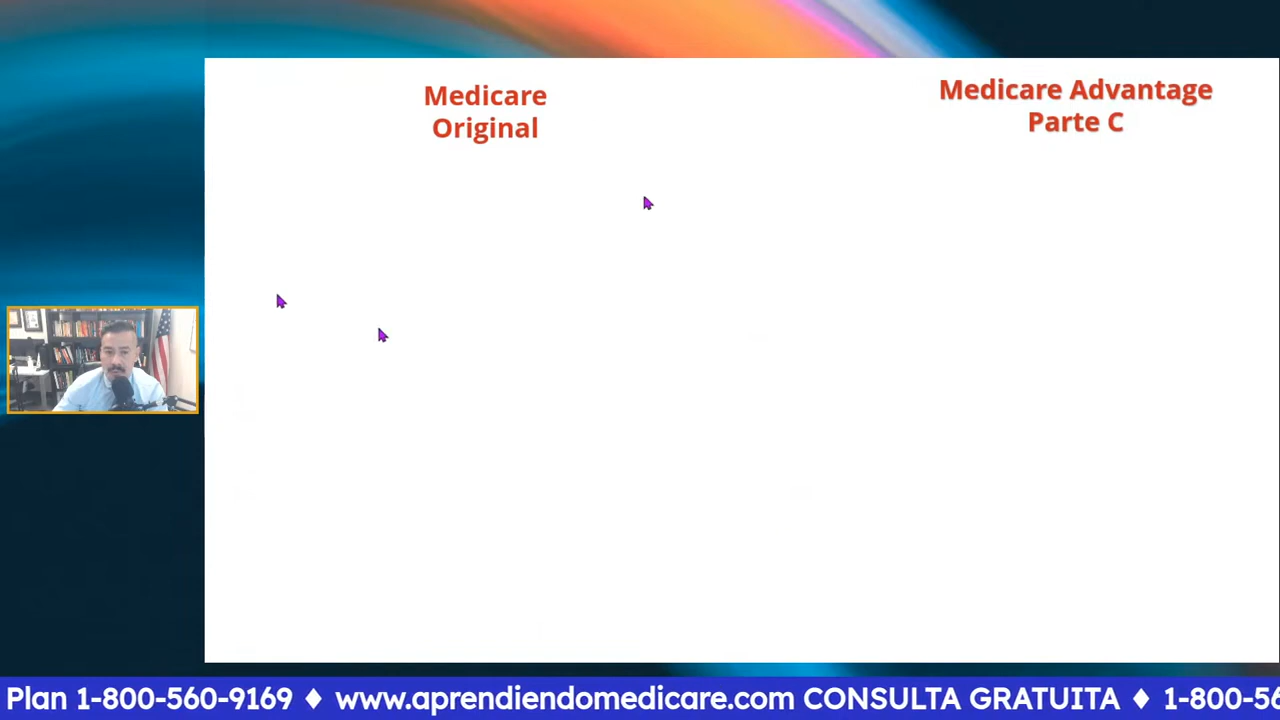 Medicare
Original
Medicare Advantage
Parte C
Plan 1-800-560-9169 ♦ www.aprendiendomedicare.com CONSULTA GRATUITA ♦ 1-800-56